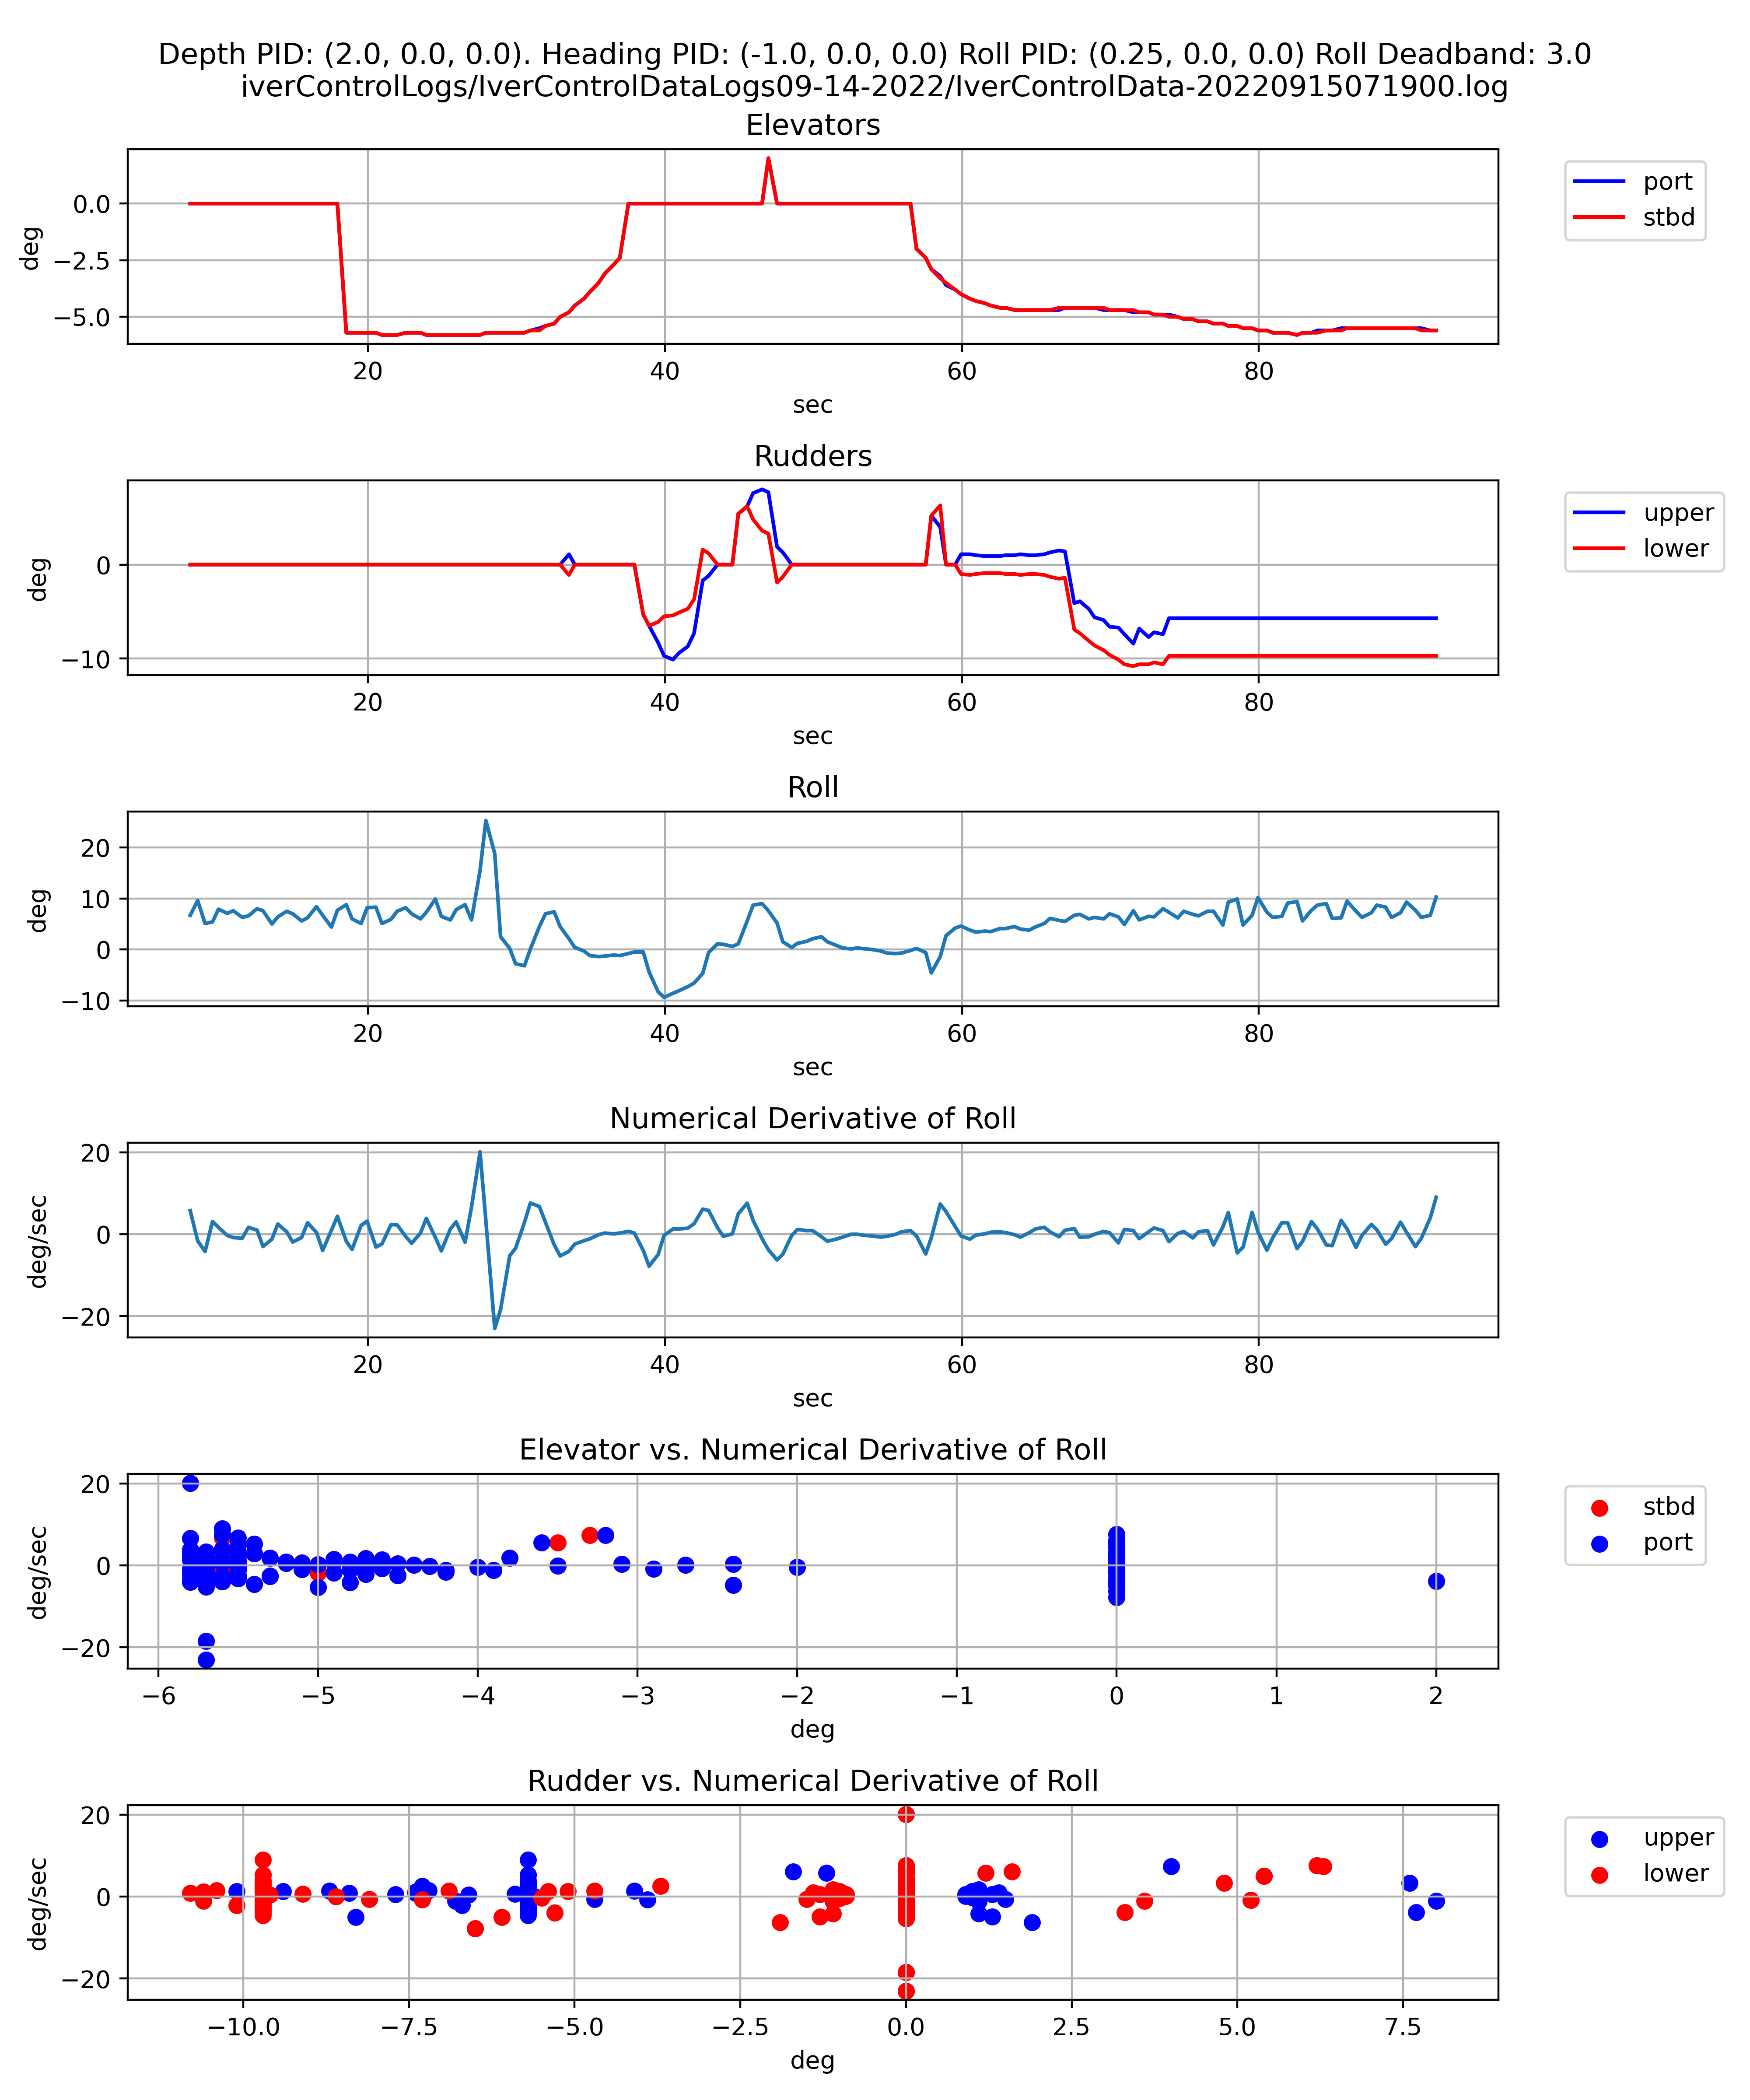 Depth PID: (2.0, 0.0, 0.0). Heading PID: (-1.0, 0.0, 0.0) Roll PID: (0.25, 0.0, 0.0) Roll Deadband: 3.0
iverControlLogs/IverControlDataLogs09-14-2022/IverControlData-20220915071900.log
Elevators
0.0
−2.5
−5.0
deg
20 40 60 80
sec
port
stbd
Rudders
0
−10
deg
20 40 60 80
sec
upper
lower
Roll
20
10
0
−10
deg
20 40 60 80
sec
Numerical Derivative of Roll
20
0
−20
deg/sec
20 40 60 80
sec
Elevator vs. Numerical Derivative of Roll
20
0
−20
deg/sec
−6 −5 −4 −3 −2 −1 0 1 2
deg
stbd
port
Rudder vs. Numerical Derivative of Roll
20
0
−20
deg/sec
−10.0 −7.5 −5.0 −2.5 0.0 2.5 5.0 7.5
deg
upper
lower